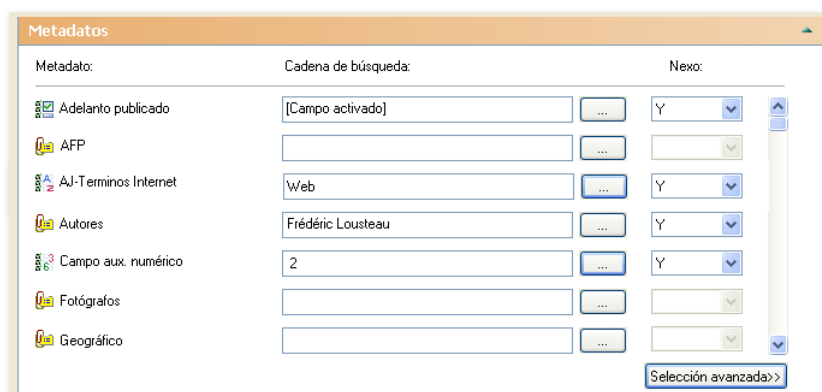 Metadatos
Metadato: Cadena de búsqueda: Nexo:
Adelanto publicado [Campo activado] ... Y
AFP ...
AJ-Terminos Internet Web ... Y
Autores Frédéric Lousteau ... Y
Campo aux. numérico 2 ... Y
Fotógrafos ...
Geográfico ...
Selección avanzada>>